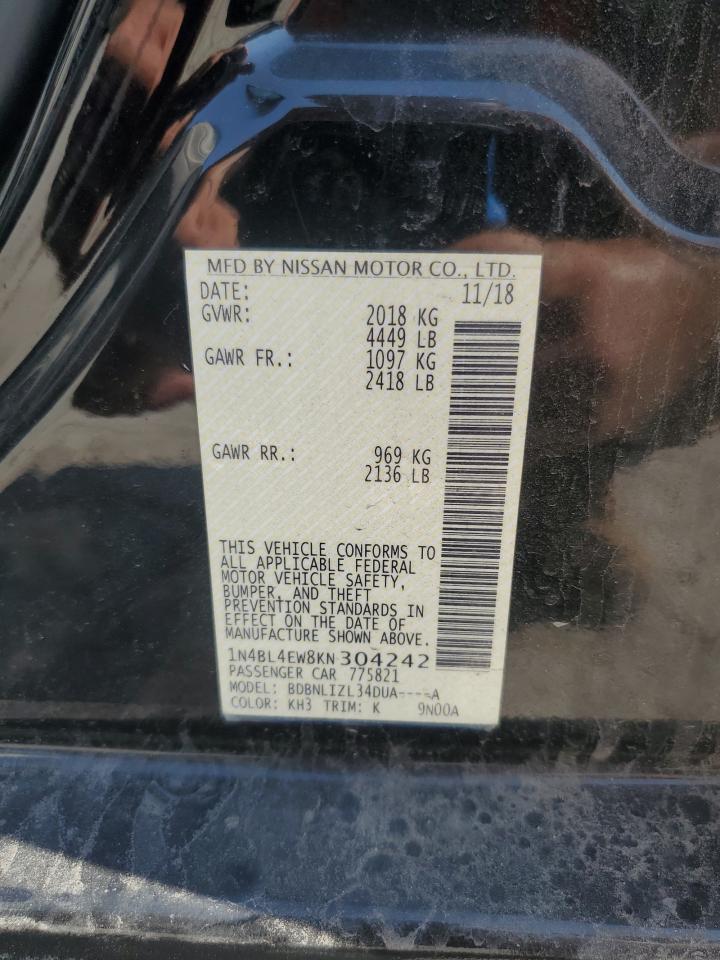 MFD BY NISSAN MOTOR CO., LTD.
DATE: 11/18
GVWR: 2018 KG
4449 LB
GAWR FR.: 1097 KG
2418 LB
GAWR RR.: 969 KG
2136 LB
THIS VEHICLE CONFORMS TO
ALL APPLICABLE FEDERAL
MOTOR VEHICLE SAFETY,
BUMPER, AND THEFT
PREVENTION STANDARDS IN
EFFECT ON THE DATE OF
MANUFACTURE SHOWN ABOVE.
1N4BL4EW8KN304242
PASSENGER CAR 775821
MODEL: BDBNLIZL34DUA----A
COLOR: KH3 TRIM: K 9N00A